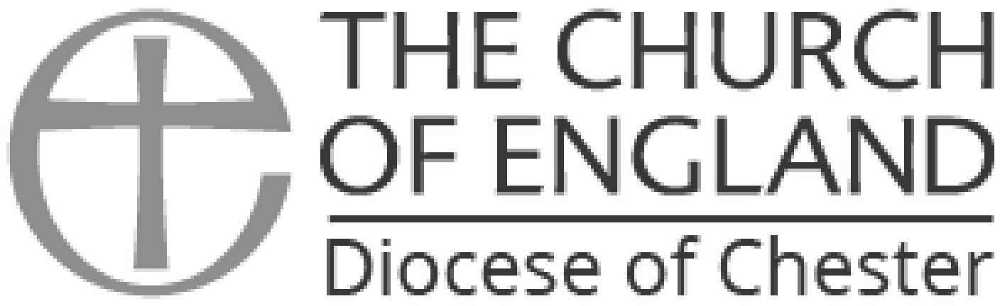 THE CHURCH
OF ENGLAND
Diocese of Chester